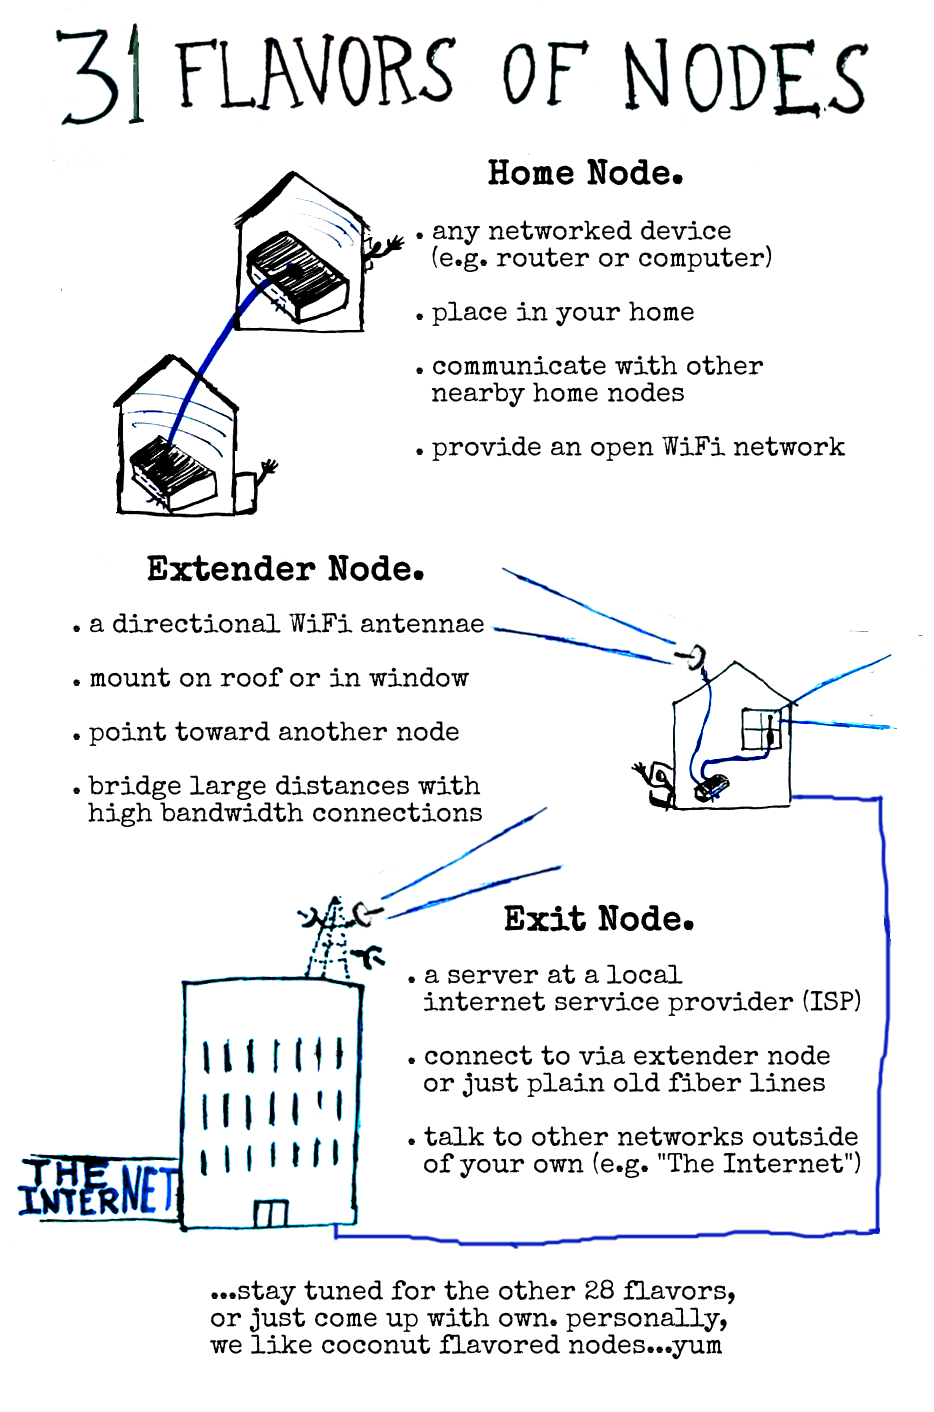 31 FLAVORS OF NODES
Home Node.
. any networked device
(e.g. router or computer)
. place in your home
. communicate with other
nearby home nodes
. provide an open WiFi network
Extender Node.
. a directional WiFi antennae
. mount on roof or in window
. point toward another node
. bridge large distances with
high bandwidth connections
Exit Node.
. a server at a local
internet service provider (ISP)
. connect to via extender node
or just plain old fiber lines
. talk to other networks outside
of your own (e.g. "The Internet")
THE
INTERNET
...stay tuned for the other 28 flavors,
or just come up with own. personally,
we like coconut flavored nodes...yum